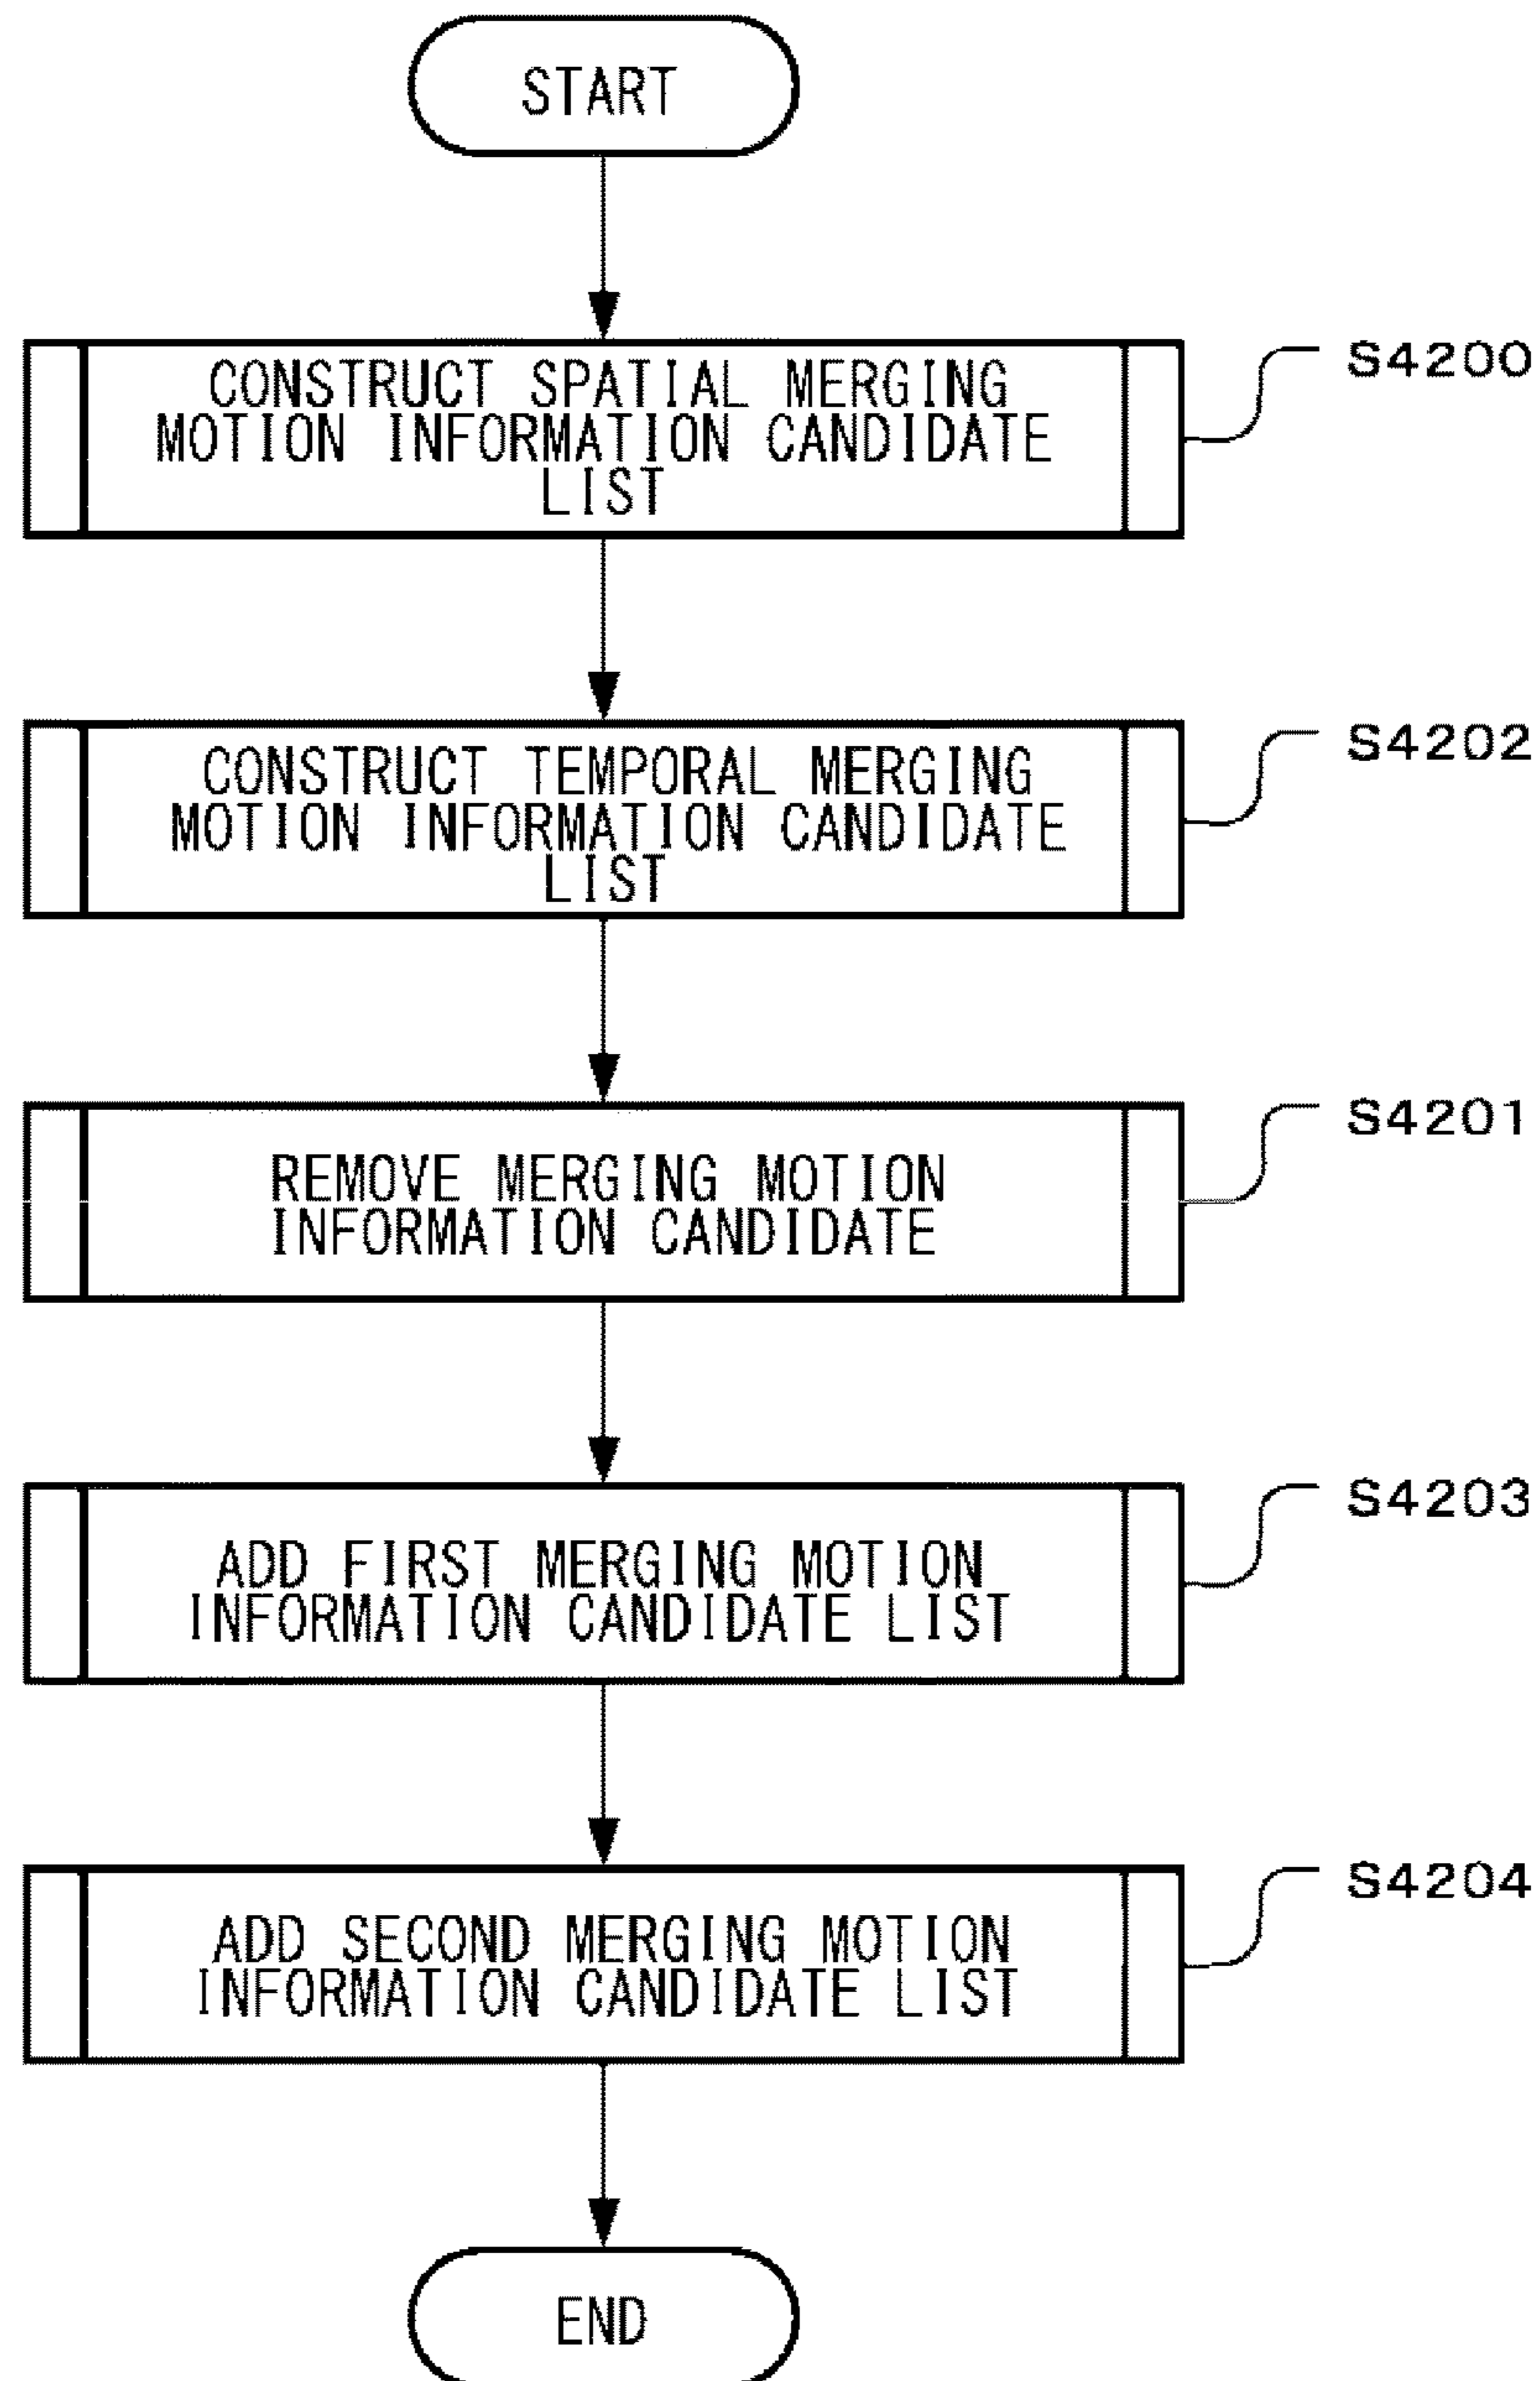 START
CONSTRUCT SPATIAL MERGING
MOTION INFORMATION CANDIDATE
LIST
S4200
CONSTRUCT TEMPORAL MERGING
MOTION INFORMATION CANDIDATE
LIST
S4202
REMOVE MERGING MOTION
INFORMATION CANDIDATE
S4201
ADD FIRST MERGING MOTION
INFORMATION CANDIDATE LIST
S4203
ADD SECOND MERGING MOTION
INFORMATION CANDIDATE LIST
S4204
END